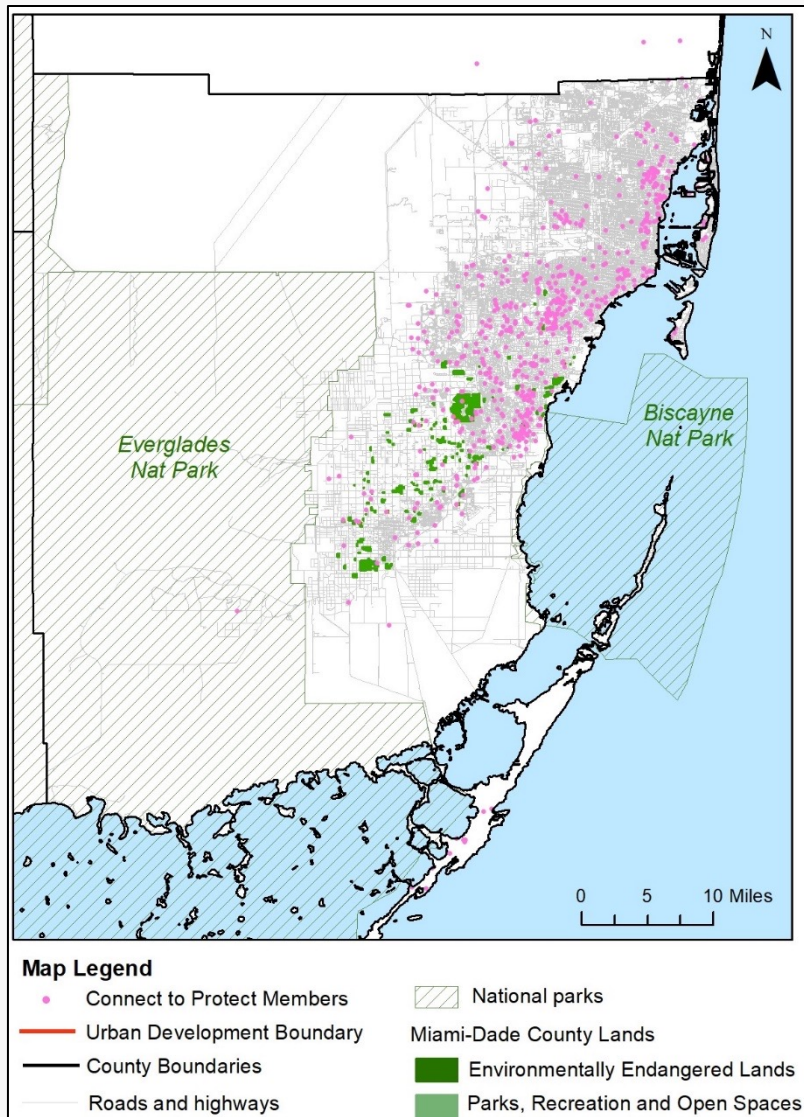 N
Everglades
Nat Park
Biscayne
Nat Park
0 5 10 Miles
Map Legend
Connect to Protect Members
Urban Development Boundary
County Boundaries
Roads and highways
National parks
Miami-Dade County Lands
Environmentally Endangered Lands
Parks, Recreation and Open Spaces